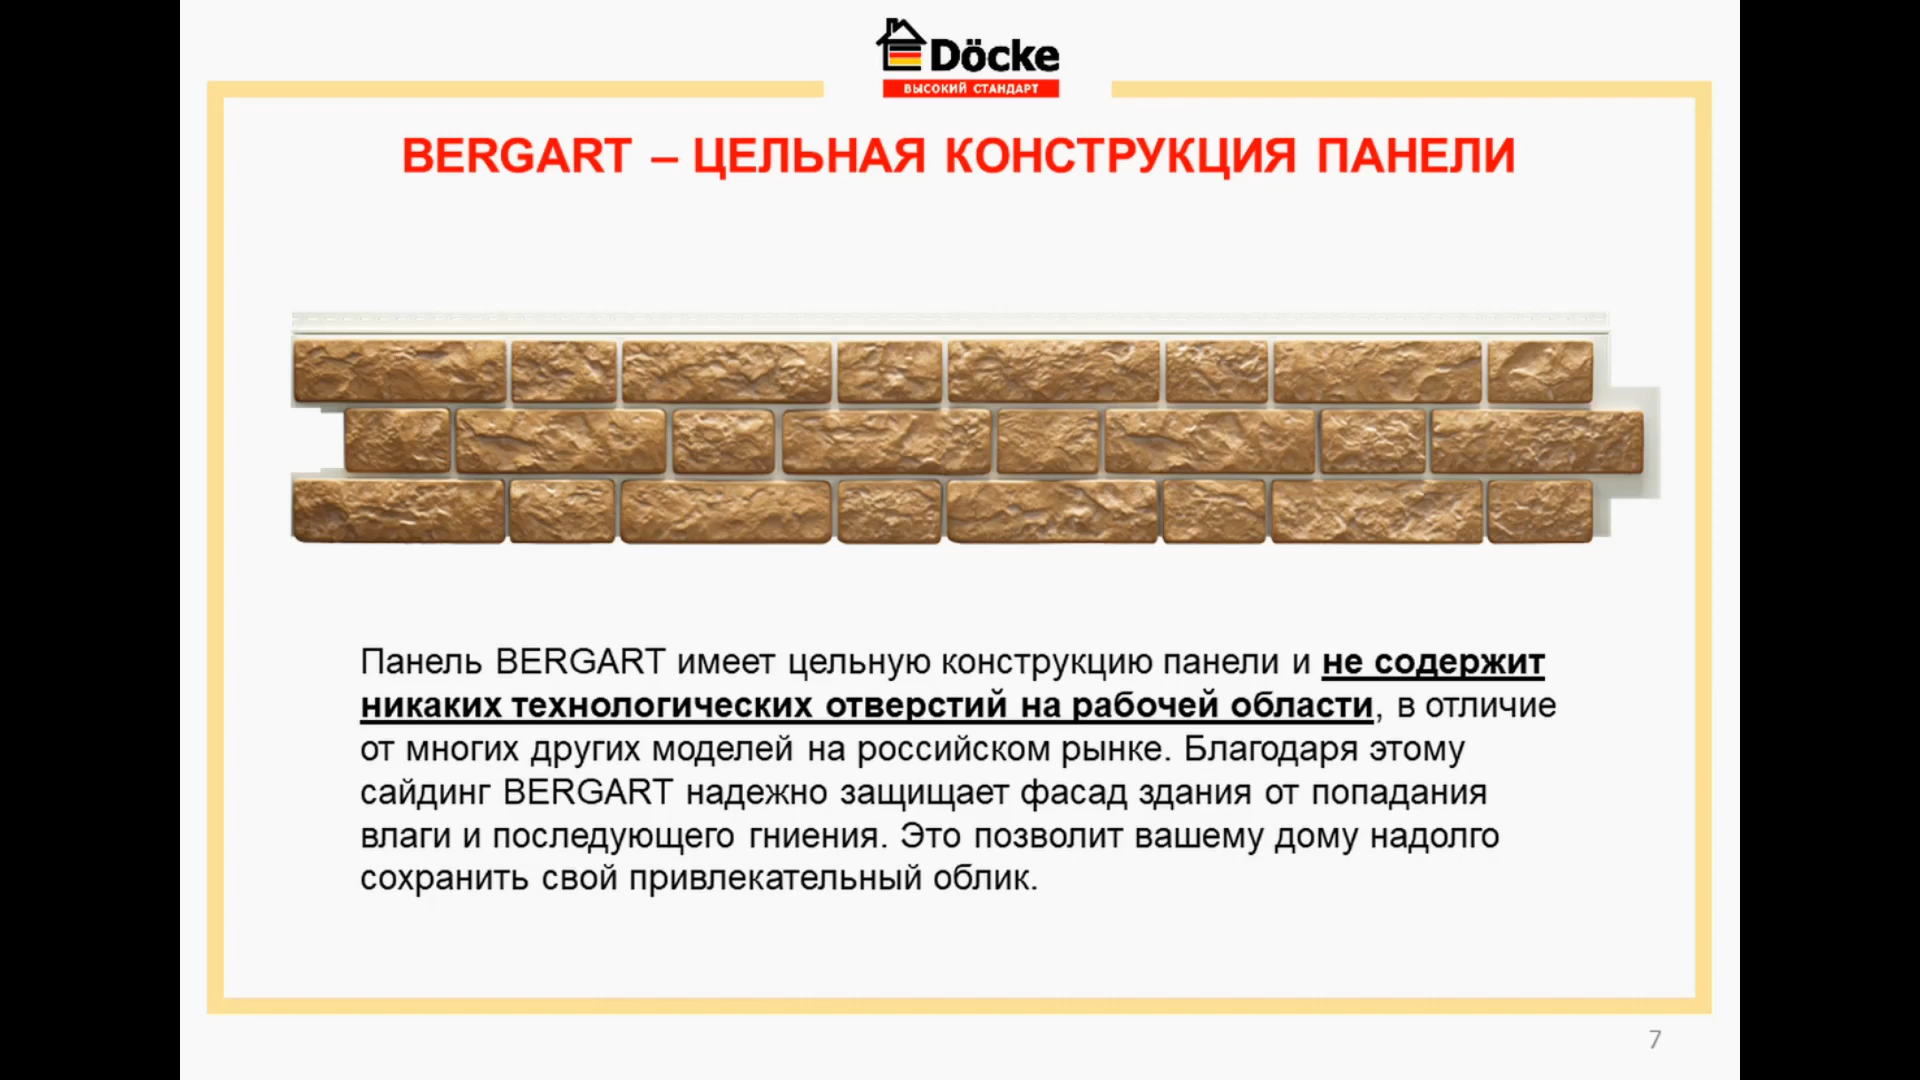 Döcke
ВЫСОКИЙ СТАНДАРТ
BERGART – ЦЕЛЬНАЯ КОНСТРУКЦИЯ ПАНЕЛИ
Панель BERGART имеет цельную конструкцию панели и не содержит
никаких технологических отверстий на рабочей области, в отличие
от многих других моделей на российском рынке. Благодаря этому
сайдинг BERGART надежно защищает фасад здания от попадания
влаги и последующего гниения. Это позволит вашему дому надолго
сохранить свой привлекательный облик.
7